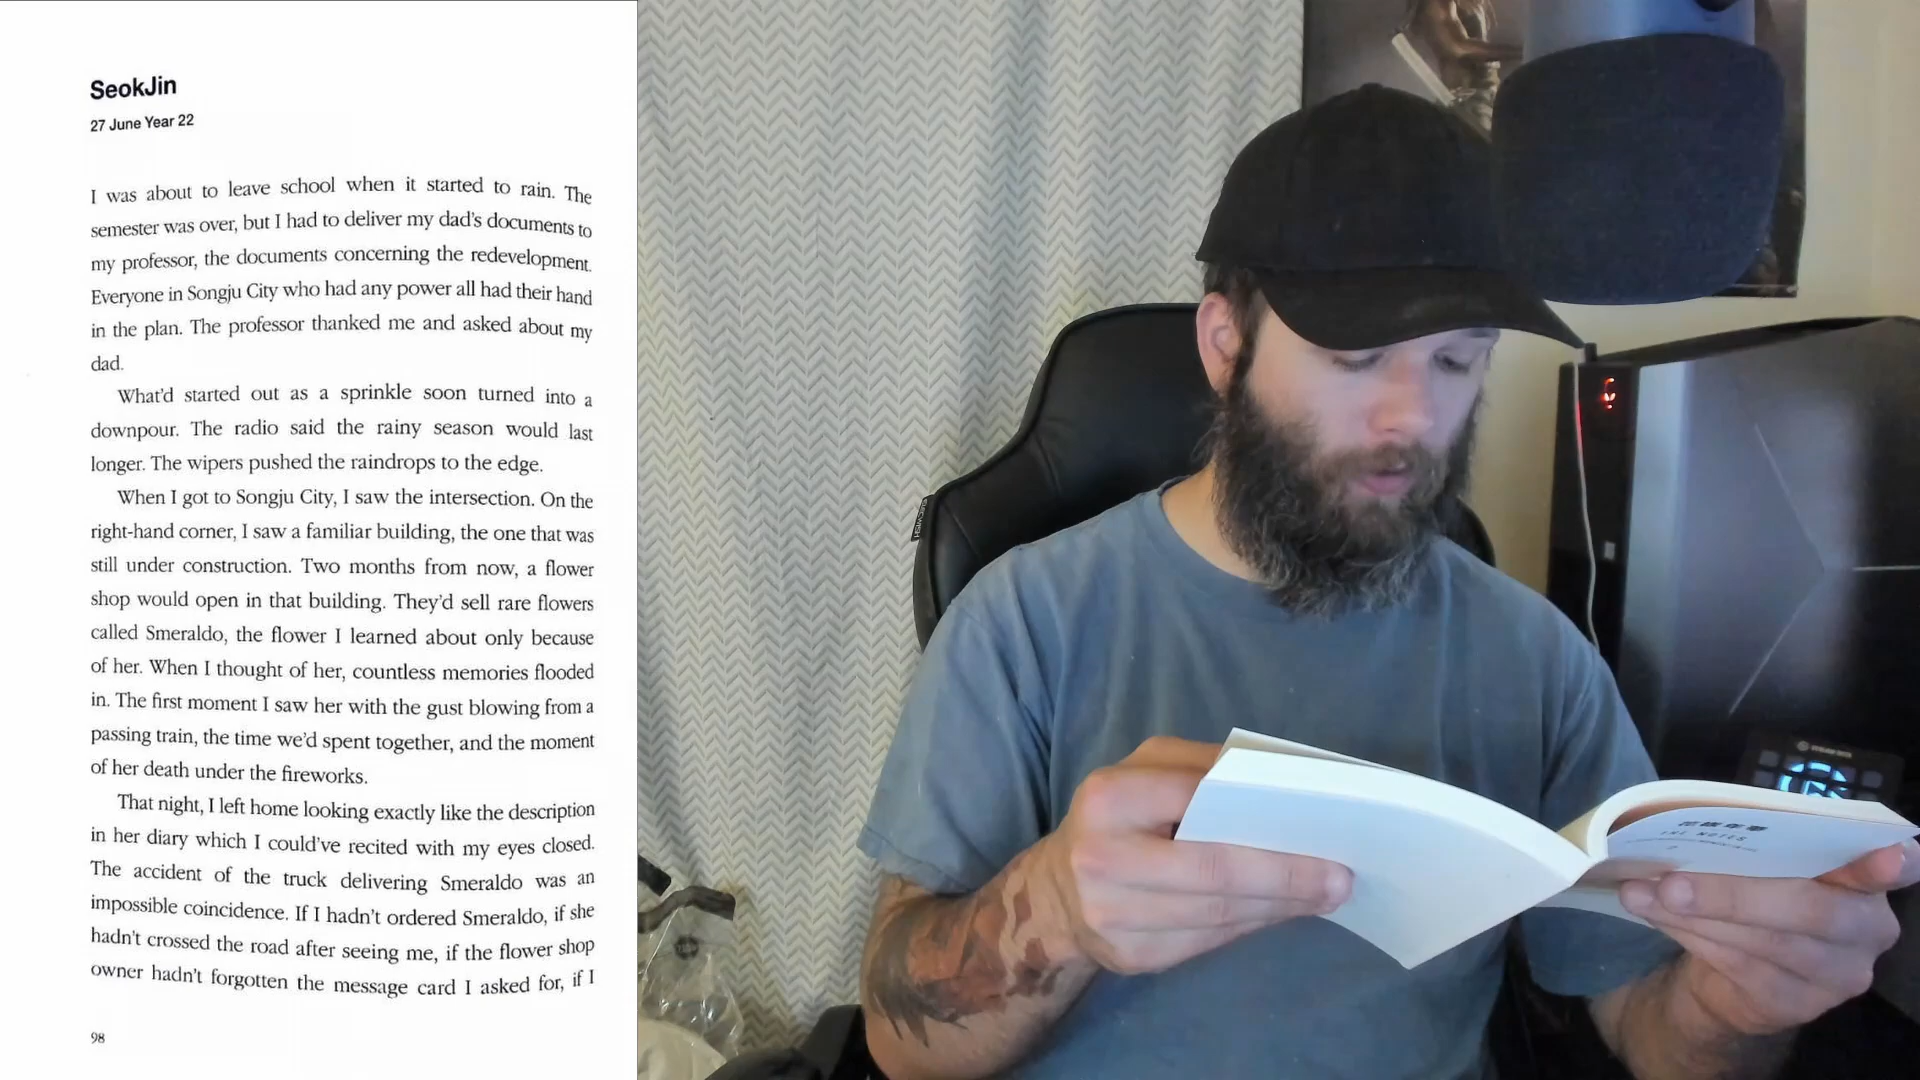 SeokJin
27 June Year 22
I was about to leave school when it started to rain. The
semester was over, but I had to deliver my dad's documents to
my professor, the documents concerning the redevelopment.
Everyone in Songju City who had any power all had their hand
in the plan. The professor thanked me and asked about my
dad.
What'd started out as a sprinkle soon turned into a
downpour. The radio said the rainy season would last
longer. The wipers pushed the raindrops to the edge.
When I got to Songju City, I saw the intersection. On the
right-hand corner, I saw a familiar building, the one that was
still under construction. Two months from now, a flower
shop would open in that building. They'd sell rare flowers
called Smeraldo, the flower I learned about only because
of her. When I thought of her, countless memories flooded
in. The first moment I saw her with the gust blowing from a
passing train, the time we'd spent together, and the moment
of her death under the fireworks.
That night, I left home looking exactly like the description
in her diary which I could've recited with my eyes closed.
The accident of the truck delivering Smeraldo was an
impossible coincidence. If I hadn't ordered Smeraldo, if she
hadn't crossed the road after seeing me, if the flower shop
owner hadn't forgotten the message card I asked for, if I
98
THE NOTES
2